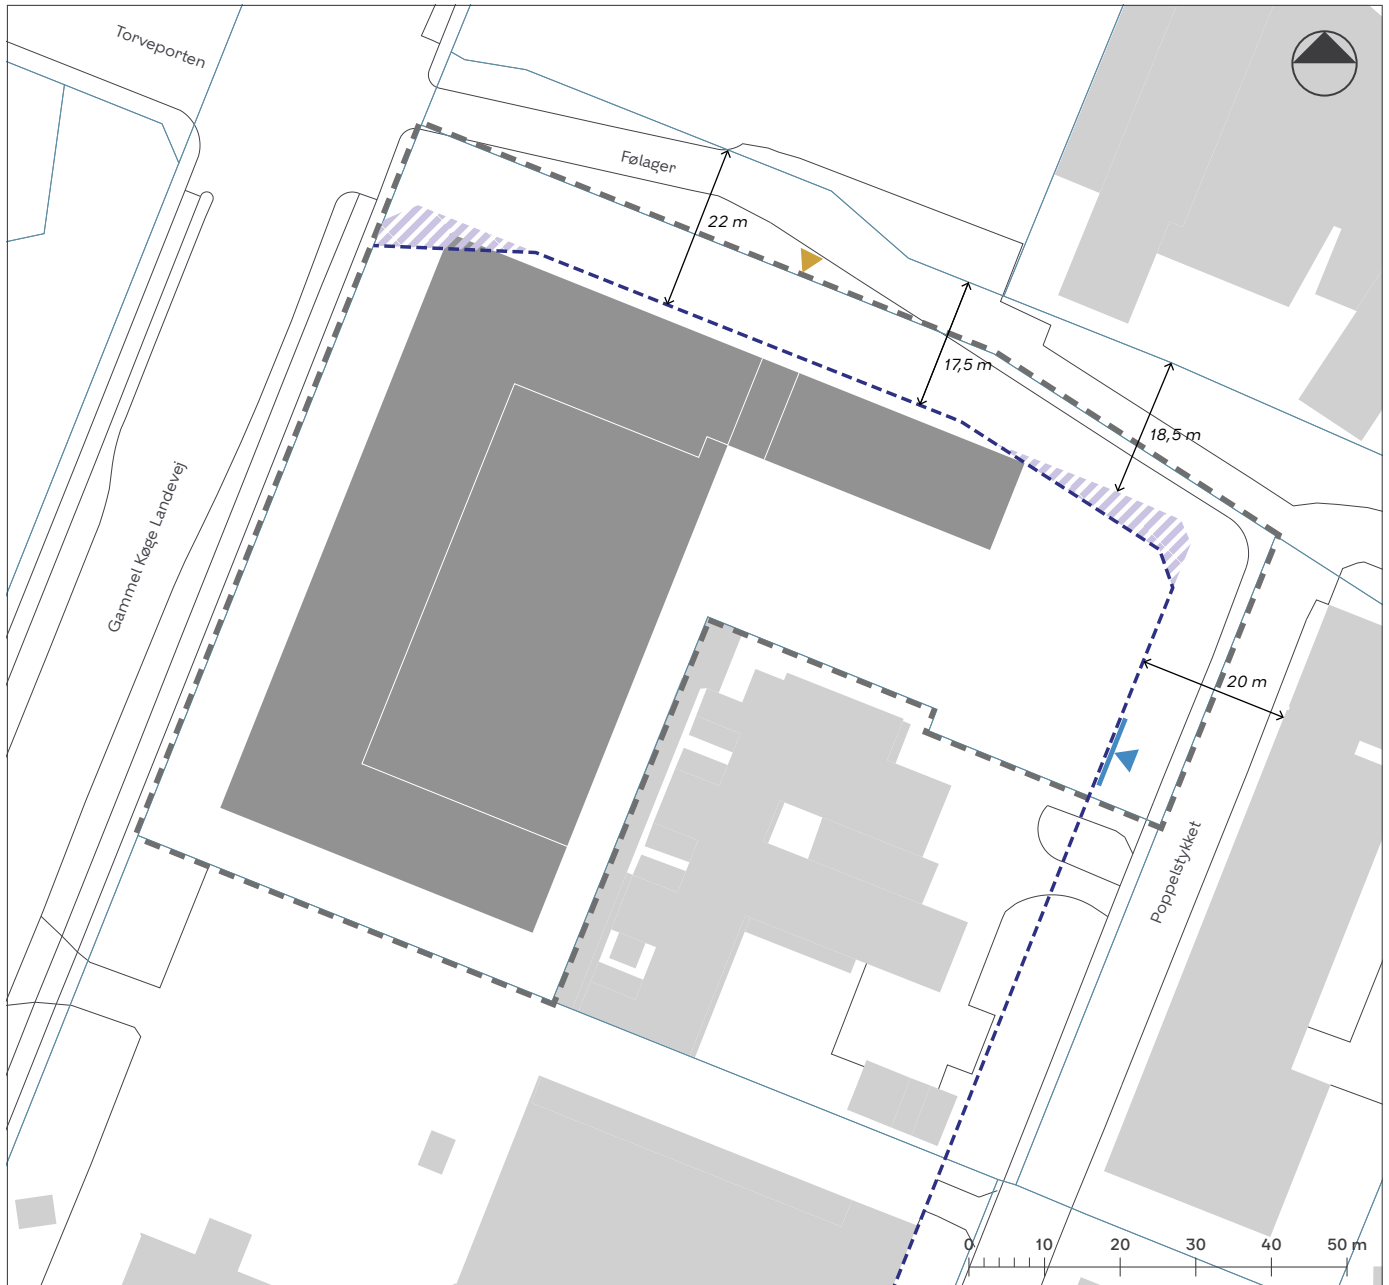 Torveporten
Følager
22 m
17,5 m
18,5 m
Gammel Køge Landevej
20 m
Poppelstykket
0 10 20 30 40 50 m